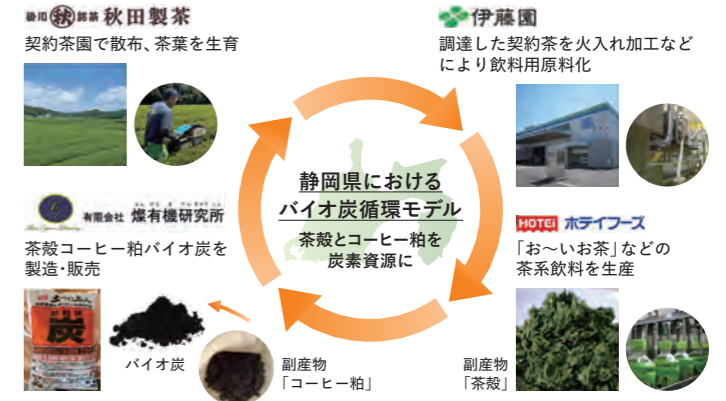 掛川 秋 銘茶 秋田製茶
契約茶園で散布、茶葉を生育
伊藤園
調達した契約茶を火入れ加工など
により飲料用原料化
静岡県における
バイオ炭循環モデル
茶殻とコーヒー粕を
炭素資源に
有限会社 煤有機研究所
茶殻コーヒー粕バイオ炭を
製造・販売
炭
バイオ炭
副産物
「コーヒー粕」
HOTEi ホテイフーズ
「お~いお茶」などの
茶系飲料を生産
副産物
「茶殻」